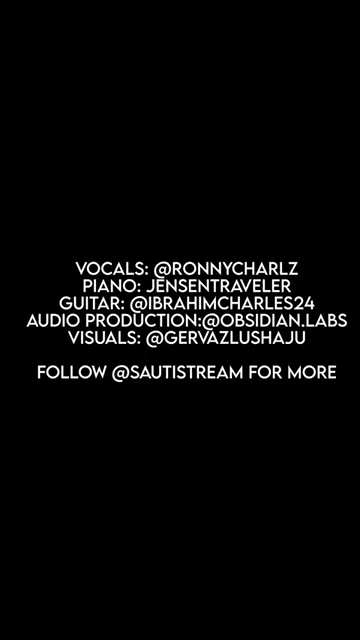 VOCALS: @RONNYCHARLZ
PIANO: JENSENTRAVELER
GUITAR: @IBRAHIMCHARLES24
AUDIO PRODUCTION:@OBSIDIAN.LABS
VISUALS: @GERVAZLUSHAJU
FOLLOW @SAUTISTREAM FOR MORE